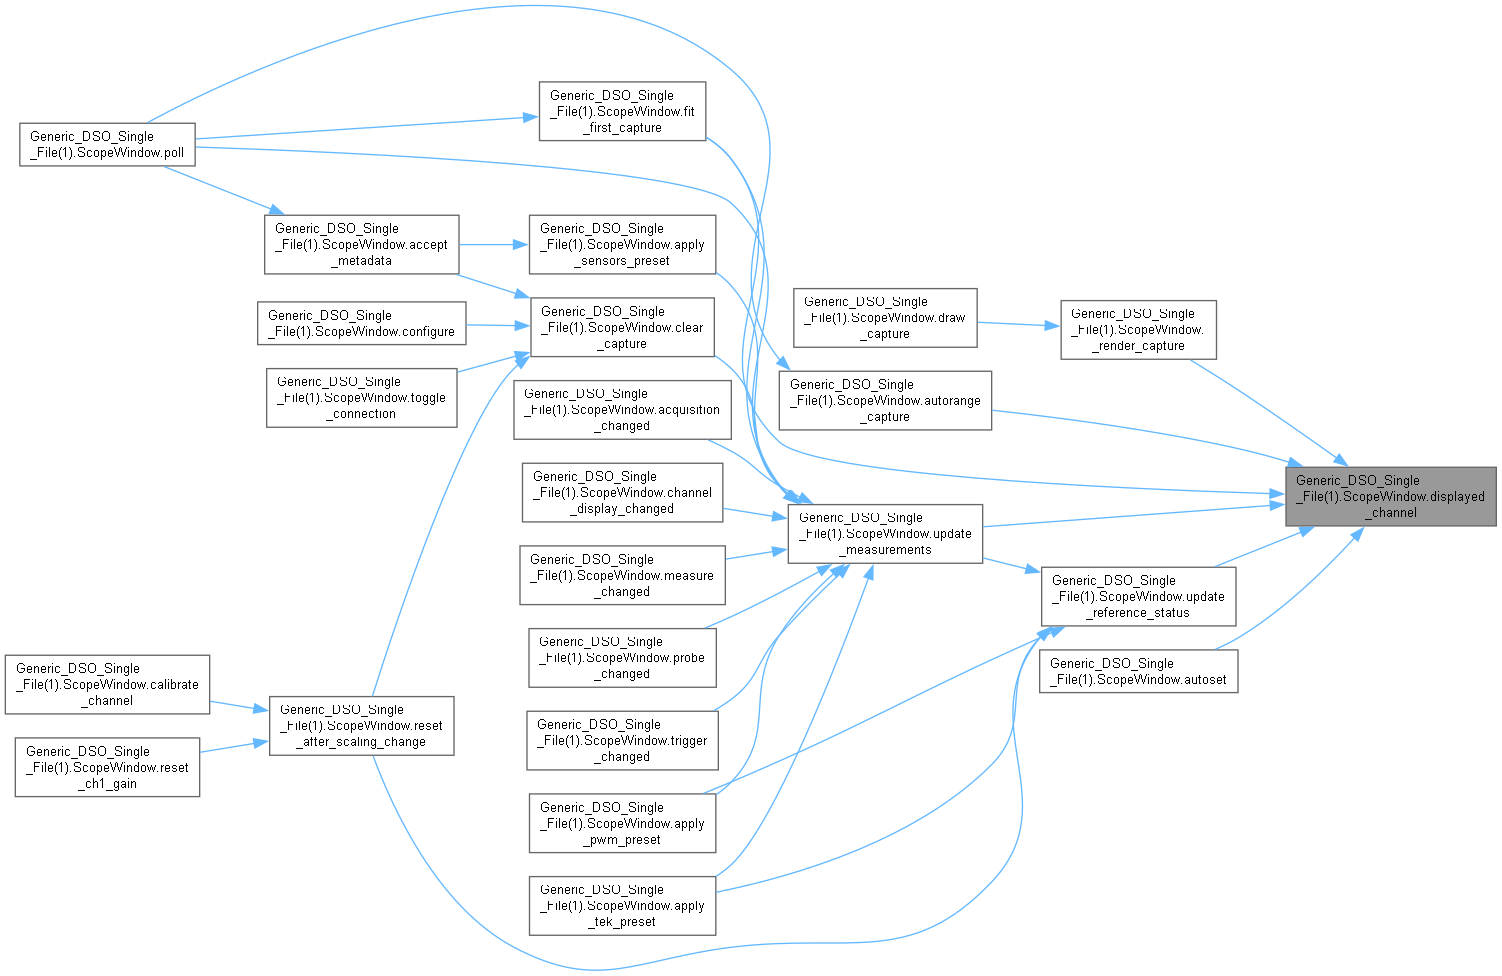 Generic_DSO_Single
_File(1).ScopeWindow.poll
Generic_DSO_Single
_File(1).ScopeWindow.fit
_first_capture
Generic_DSO_Single
_File(1).ScopeWindow.accept
_metadata
Generic_DSO_Single
_File(1).ScopeWindow.apply
_sensors_preset
Generic_DSO_Single
_File(1).ScopeWindow.configure
Generic_DSO_Single
_File(1).ScopeWindow.clear
_capture
Generic_DSO_Single
_File(1).ScopeWindow.draw
_capture
Generic_DSO_Single
_File(1).ScopeWindow.
_render_capture
Generic_DSO_Single
_File(1).ScopeWindow.toggle
_connection
Generic_DSO_Single
_File(1).ScopeWindow.acquisition
_changed
Generic_DSO_Single
_File(1).ScopeWindow.autorange
_capture
Generic_DSO_Single
_File(1).ScopeWindow.channel
_display_changed
Generic_DSO_Single
_File(1).ScopeWindow.displayed
_channel
Generic_DSO_Single
_File(1).ScopeWindow.update
_measurements
Generic_DSO_Single
_File(1).ScopeWindow.measure
_changed
Generic_DSO_Single
_File(1).ScopeWindow.update
_reference_status
Generic_DSO_Single
_File(1).ScopeWindow.probe
_changed
Generic_DSO_Single
_File(1).ScopeWindow.autoset
Generic_DSO_Single
_File(1).ScopeWindow.calibrate
_channel
Generic_DSO_Single
_File(1).ScopeWindow.reset
_after_scaling_change
Generic_DSO_Single
_File(1).ScopeWindow.trigger
_changed
Generic_DSO_Single
_File(1).ScopeWindow.reset
_ch1_gain
Generic_DSO_Single
_File(1).ScopeWindow.apply
_pwm_preset
Generic_DSO_Single
_File(1).ScopeWindow.apply
_tek_preset